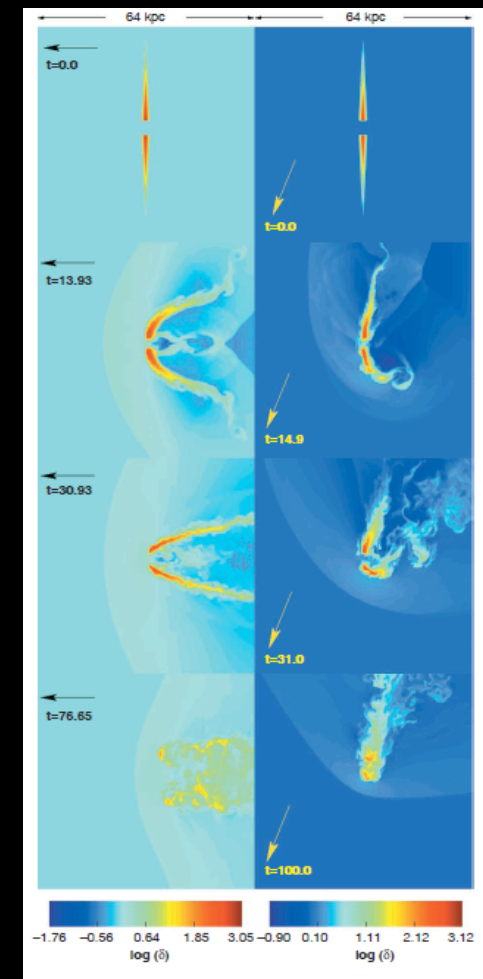 64 kpc 64 kpc
t=0.0
t=0.0
t=13.93
t=14.9
t=30.93
t=31.0
t=76.65
t=100.0
−1.76 −0.56 0.64 1.85 3.05 −0.90 0.10 1.11 2.12 3.12
log (δ) log (δ)